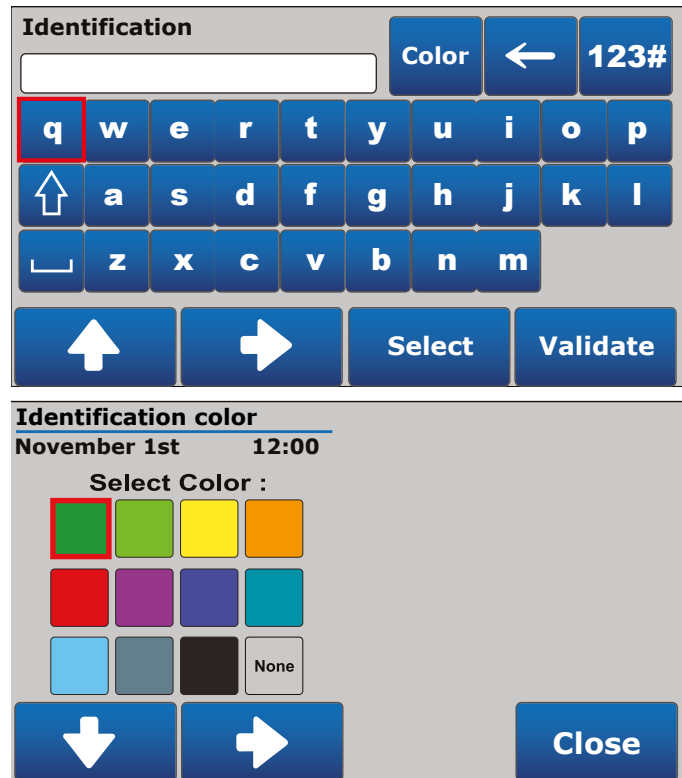 Identification
Color 123#
q w e r t y u i o p
a s d f g h j k l
z x c v b n m
Select Validate
Identification color
November 1st 12:00
Select Color :
None
Close